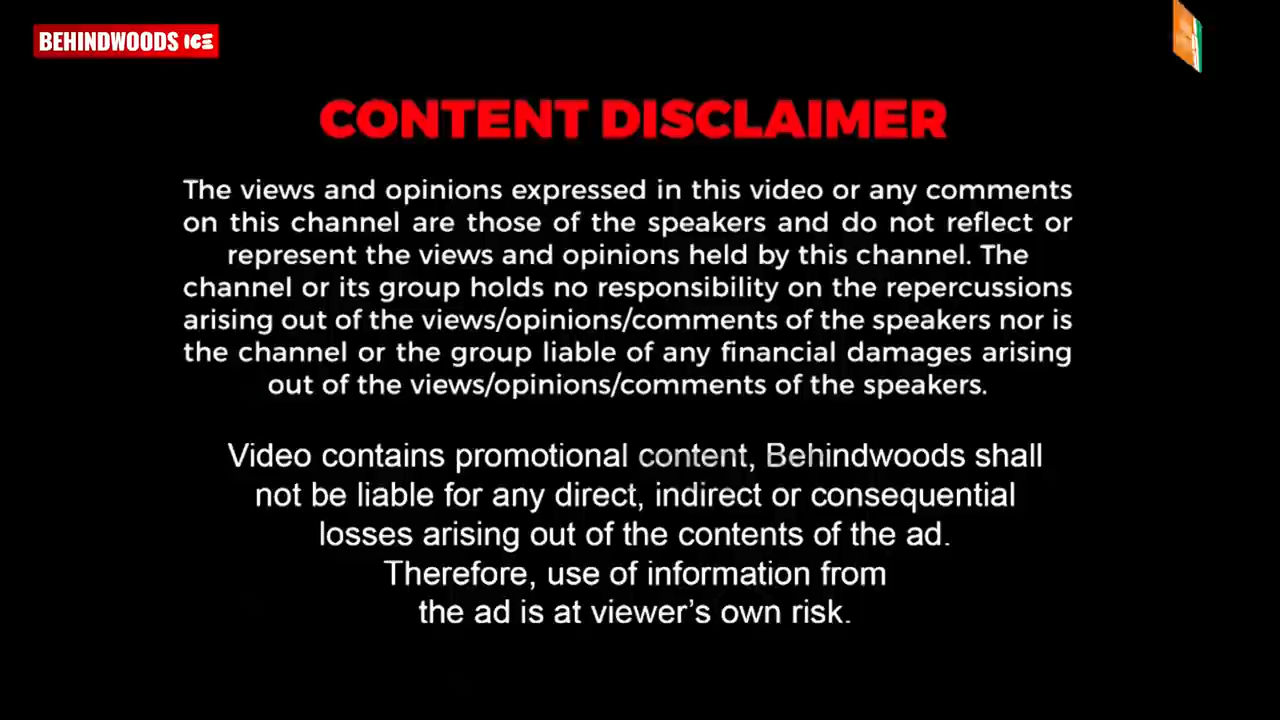 BEHINDWOODS ICE
CONTENT DISCLAIMER
The views and opinions expressed in this video or any comments
on this channel are those of the speakers and do not reflect or
represent the views and opinions held by this channel. The
channel or its group holds no responsibility on the repercussions
arising out of the views/opinions/comments of the speakers nor is
the channel or the group liable of any financial damages arising
out of the views/opinions/comments of the speakers.
Video contains promotional content, Behindwoods shall
not be liable for any direct, indirect or consequential
losses arising out of the contents of the ad.
Therefore, use of information from
the ad is at viewer’s own risk.